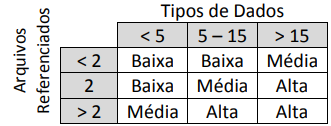 Tipos de Dados
< 5 5 – 15 > 15
Arquivos
Referenciados
< 2 Baixa Baixa Média
2 Baixa Média Alta
> 2 Média Alta Alta